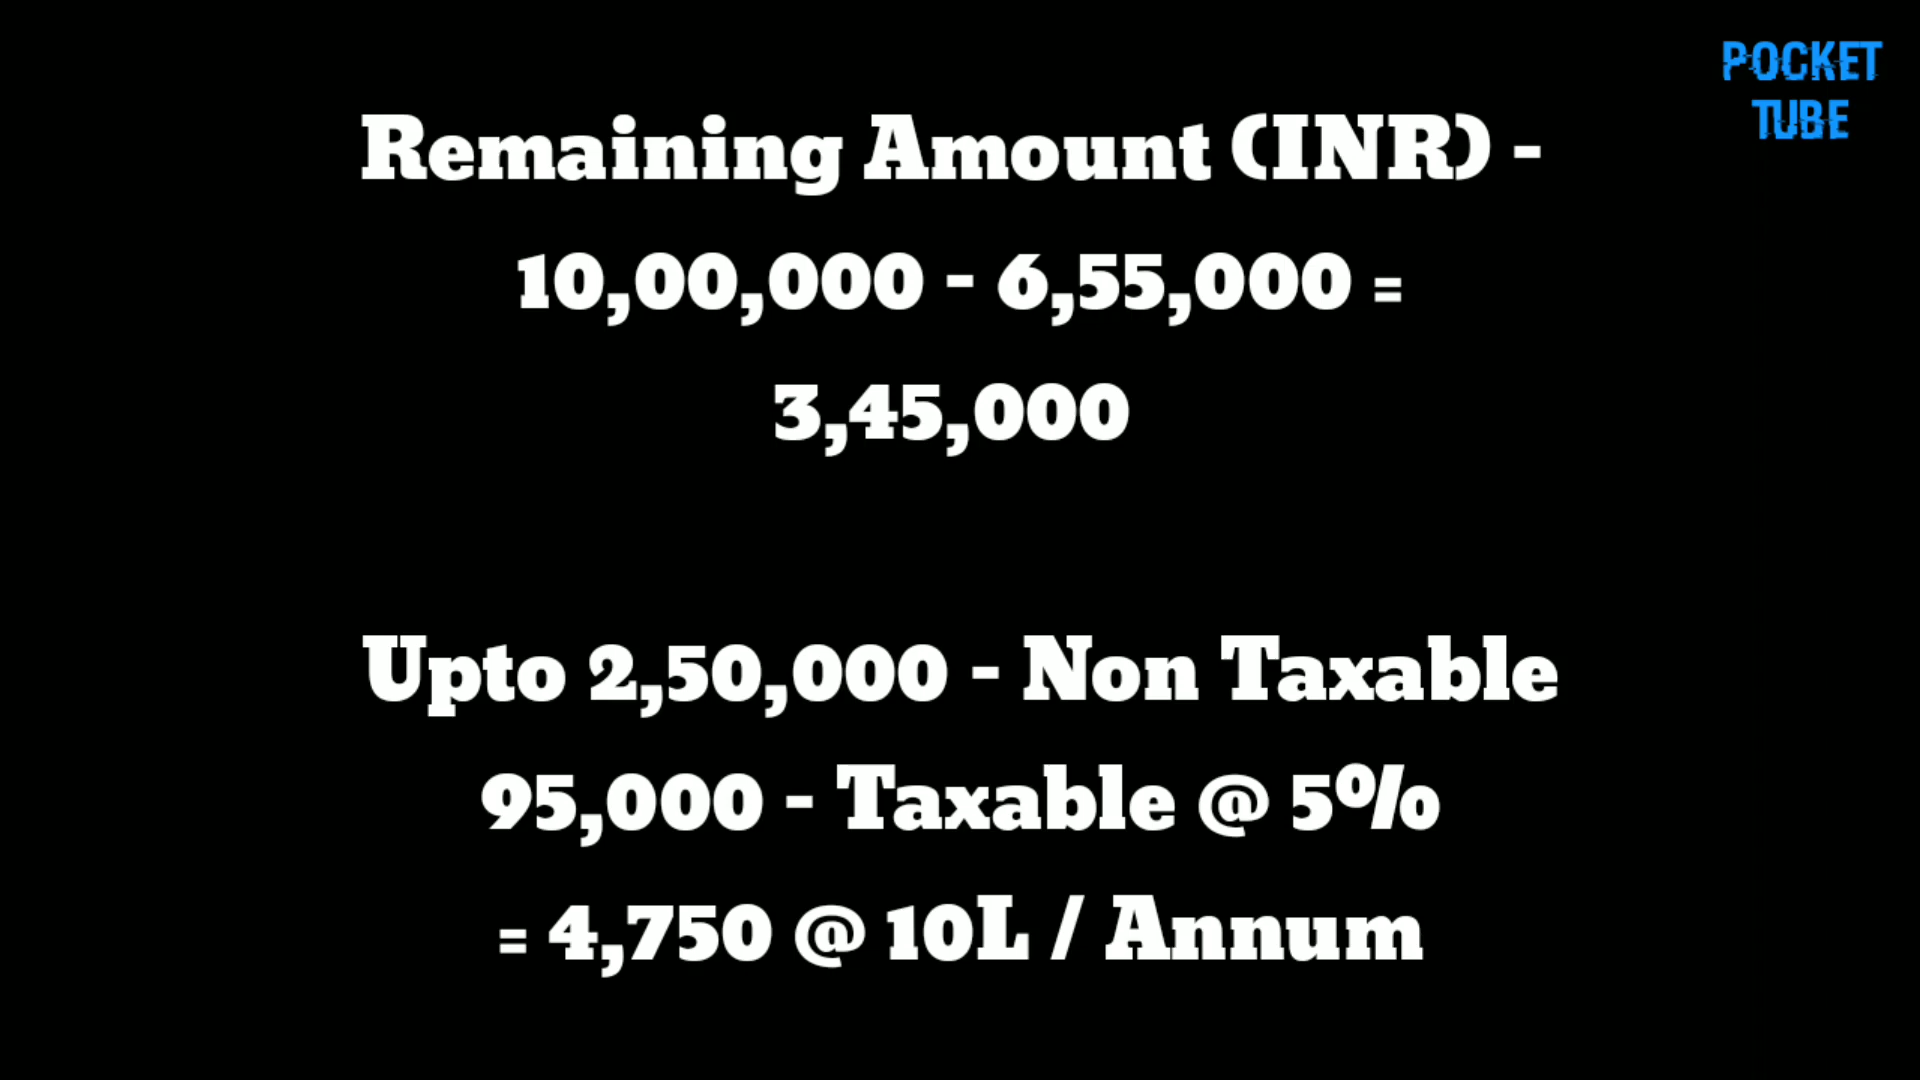 POCKET
TUBE
Remaining Amount (INR) -
10,00,000 - 6,55,000 =
3,45,000
Upto 2,50,000 - Non Taxable
95,000 - Taxable @ 5%
= 4,750 @ 10L / Annum